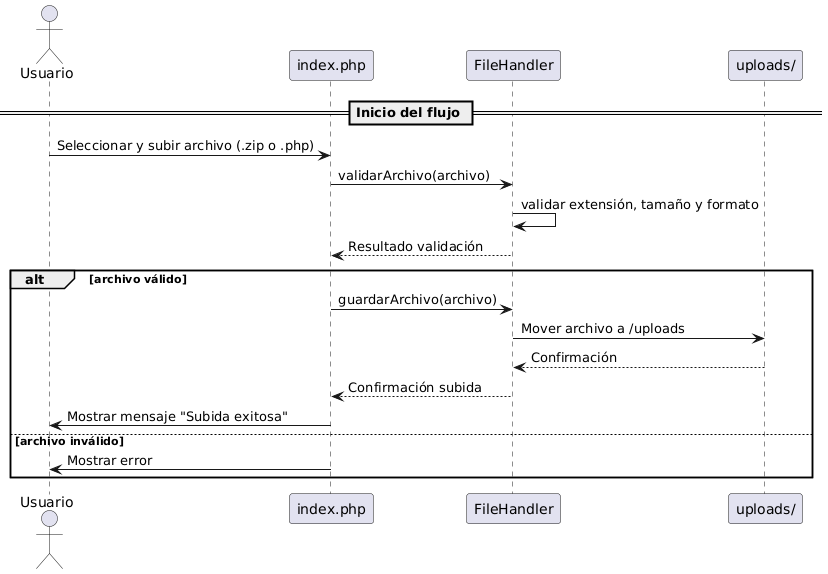 Usuario
index.php
FileHandler
uploads/
Inicio del flujo
Seleccionar y subir archivo (.zip o .php)
validarArchivo(archivo)
validar extensión, tamaño y formato
Resultado validación
alt
[archivo válido]
guardarArchivo(archivo)
Mover archivo a /uploads
Confirmación
Confirmación subida
Mostrar mensaje "Subida exitosa"
[archivo inválido]
Mostrar error
Usuario
index.php
FileHandler
uploads/